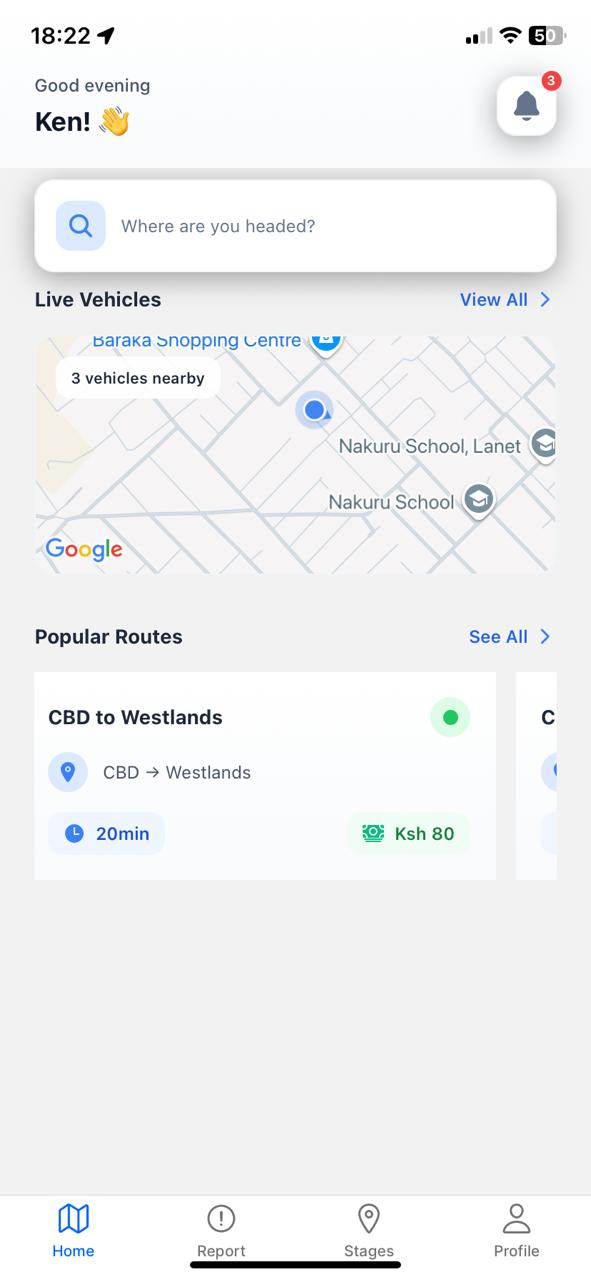 18:22
50
Good evening
Ken! 👋
3
Where are you headed?
Live Vehicles
View All
Baraka Shopping Centre
3 vehicles nearby
Nakuru School, Lanet
Nakuru School
Google
Popular Routes
See All
CBD to Westlands
C
CBD → Westlands
20min
Ksh 80
Home
Report
Stages
Profile